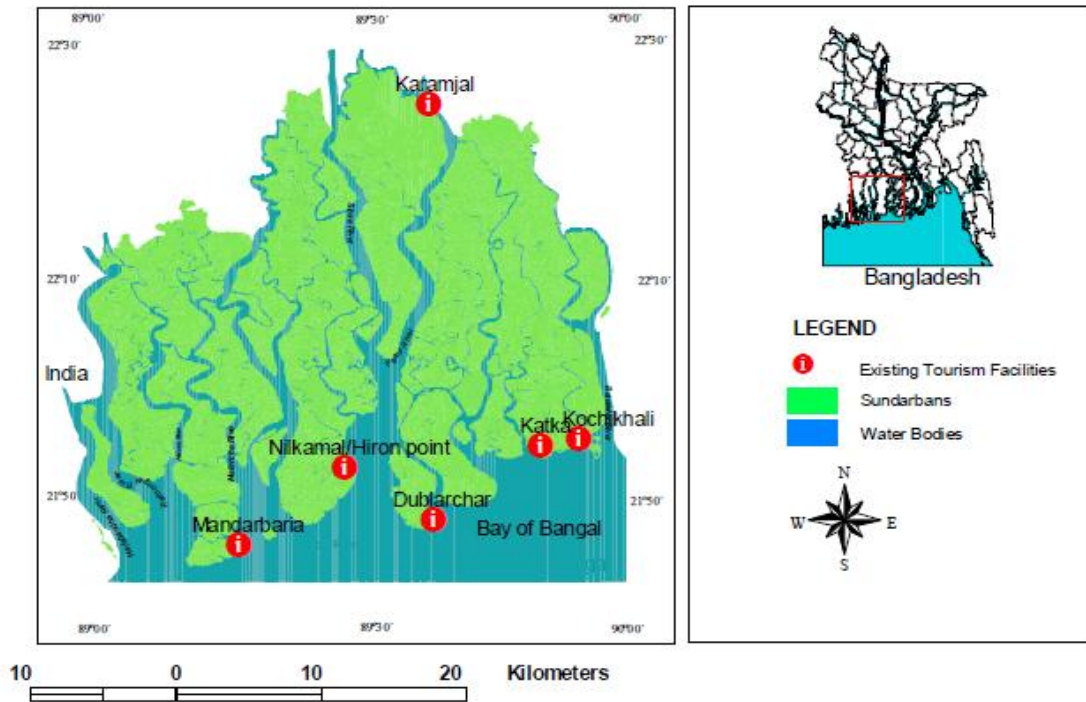 89°00′ 89°30′ 90°00′
22°30′ 22°30′
Karamjal
i
22°10′ 22°10′
India
Katka Kochikhali
i i
Nilkamal/Hiron point
i
21°50′ 21°50′
Dublarchar
i
Bay of Bangal
Mandarbaria
i
89°00′ 89°30′ 90°00′
10 0 10 20 Kilometers
Bangladesh
LEGEND
i Existing Tourism Facilities
Sundarbans
Water Bodies
N
W E
S